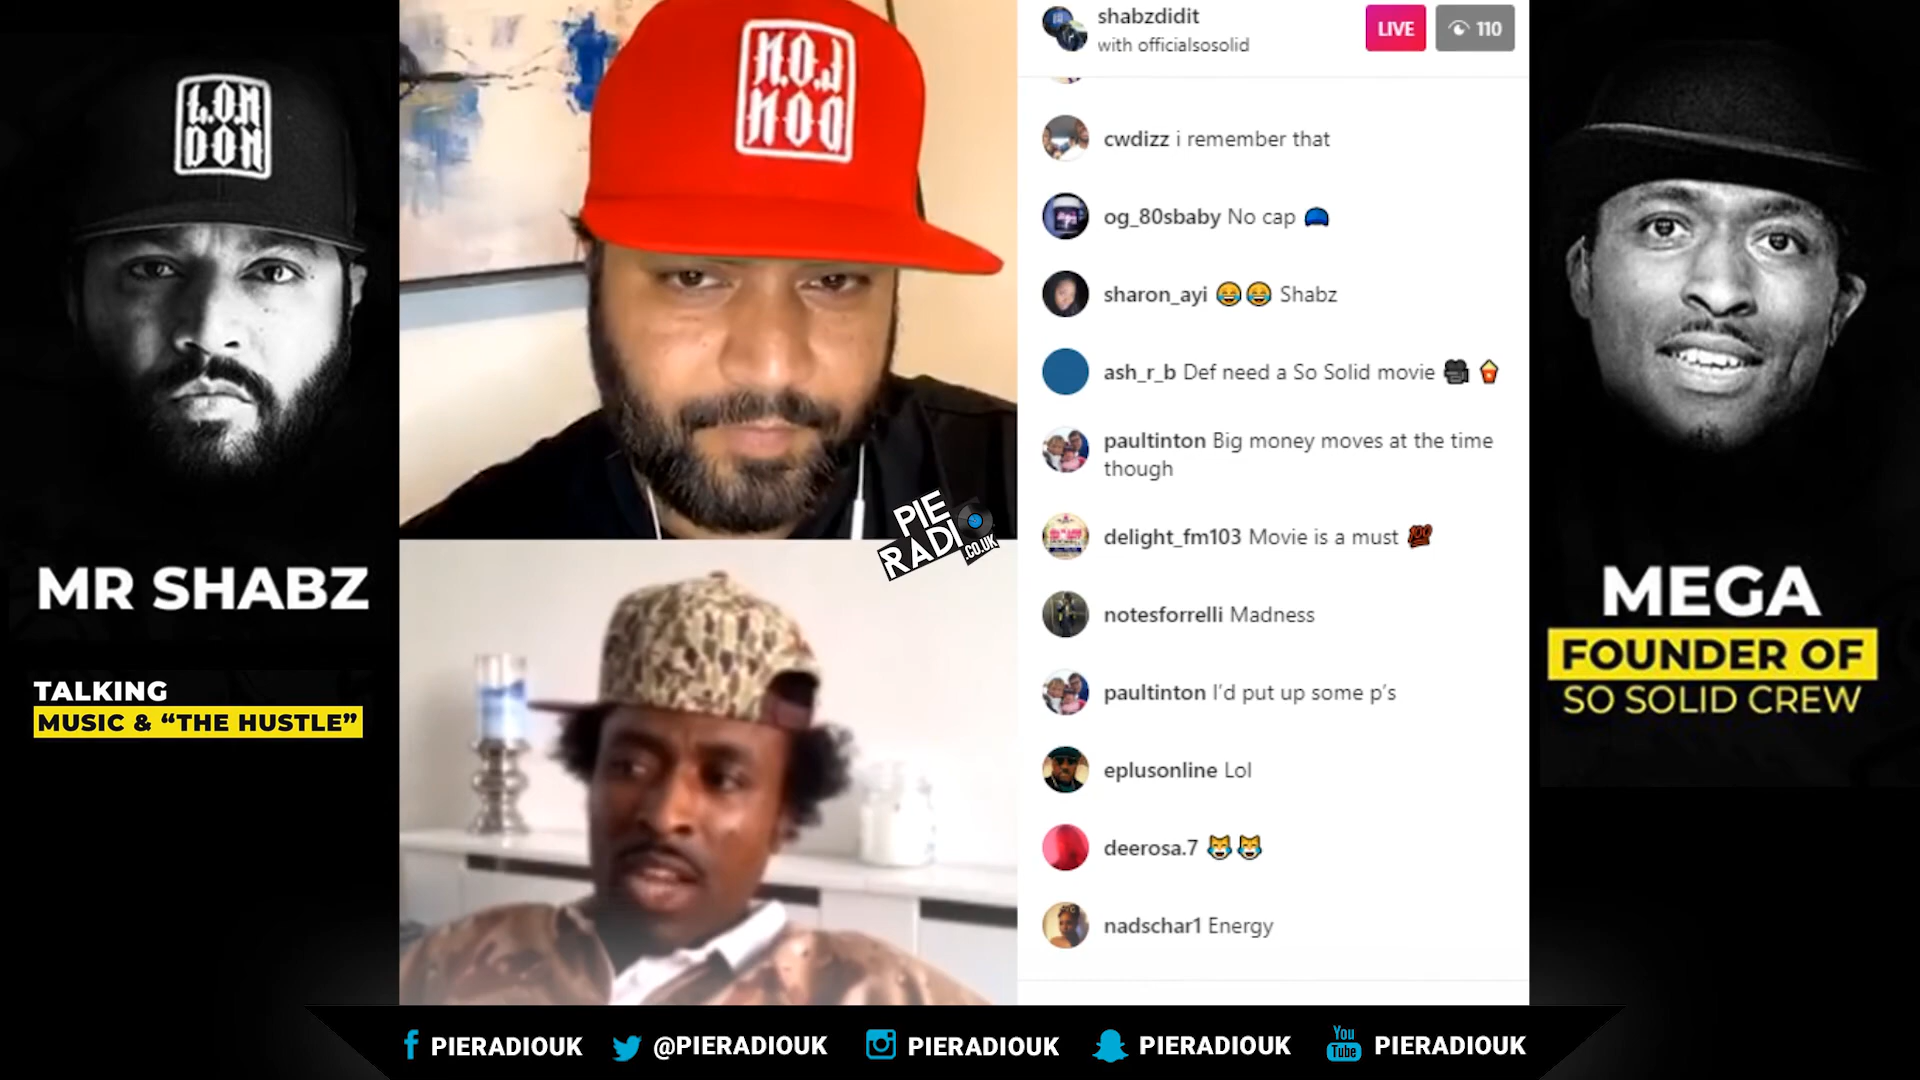 L.O.N
DON
MR SHABZ
TALKING
MUSIC & “THE HUSTLE”
L.O.N
DON
PIE
RADIO
.CO.UK
shabzdidit
with officialsosolid
LIVE
110
cwdizz i remember that
og_80sbaby No cap 🧢
sharon_ayi 😂😂 Shabz
ash_r_b Def need a So Solid movie 🎥🍿
paultinton Big money moves at the time
though
delight_fm103 Movie is a must 💯
notesforrelli Madness
paultinton I’d put up some p’s
eplusonline Lol
deerosa.7 😹😹
nadschar1 Energy
MEGA
FOUNDER OF
SO SOLID CREW
PIERADIOUK
@PIERADIOUK
PIERADIOUK
PIERADIOUK
You
Tube
PIERADIOUK